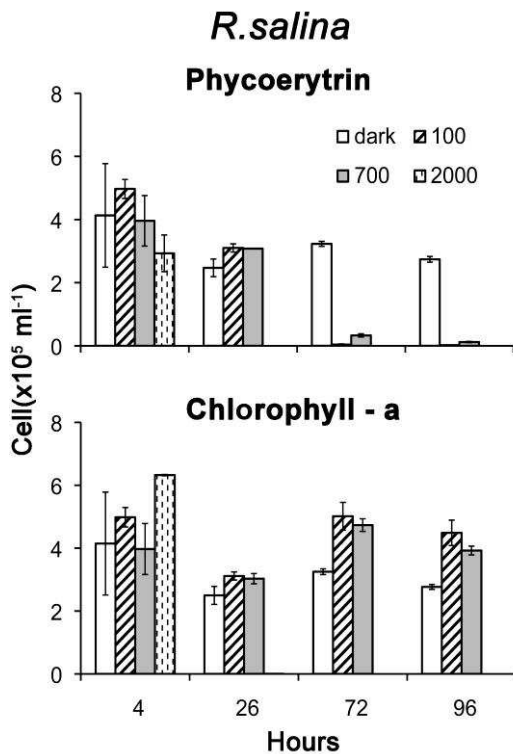 R.salina
Phycoerytrin
8
6
4
2
0
dark 100
700 2000
Cell(x10⁵ ml⁻¹)
Chlorophyll - a
8
6
4
2
0
4 26 72 96
Hours